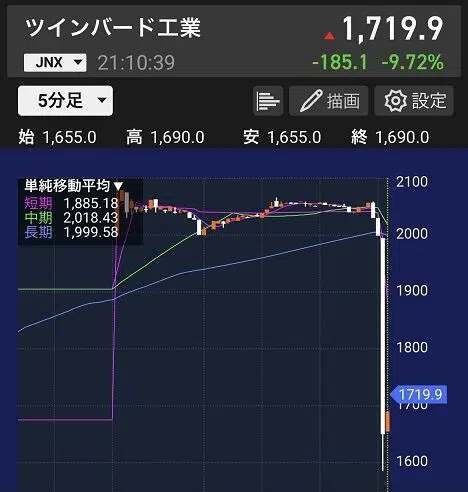 ツインバード工業
▲1,719.9
JNX ▼ 21:10:39 -185.1 -9.72%
5分足 ▼ 描画 設定
始 1,655.0 高 1,690.0 安 1,655.0 終 1,690.0
単純移動平均▼
短期 1,885.18
中期 2,018.43
長期 1,999.58
2100
2000
1900
1800
1719.9
1700
1600